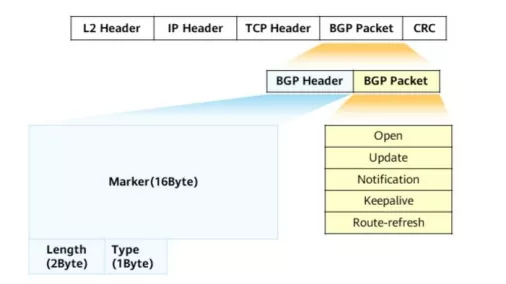 L2 Header IP Header TCP Header BGP Packet CRC
BGP Header BGP Packet
Marker(16Byte)
Length
(2Byte)
Type
(1Byte)
Open
Update
Notification
Keepalive
Route-refresh